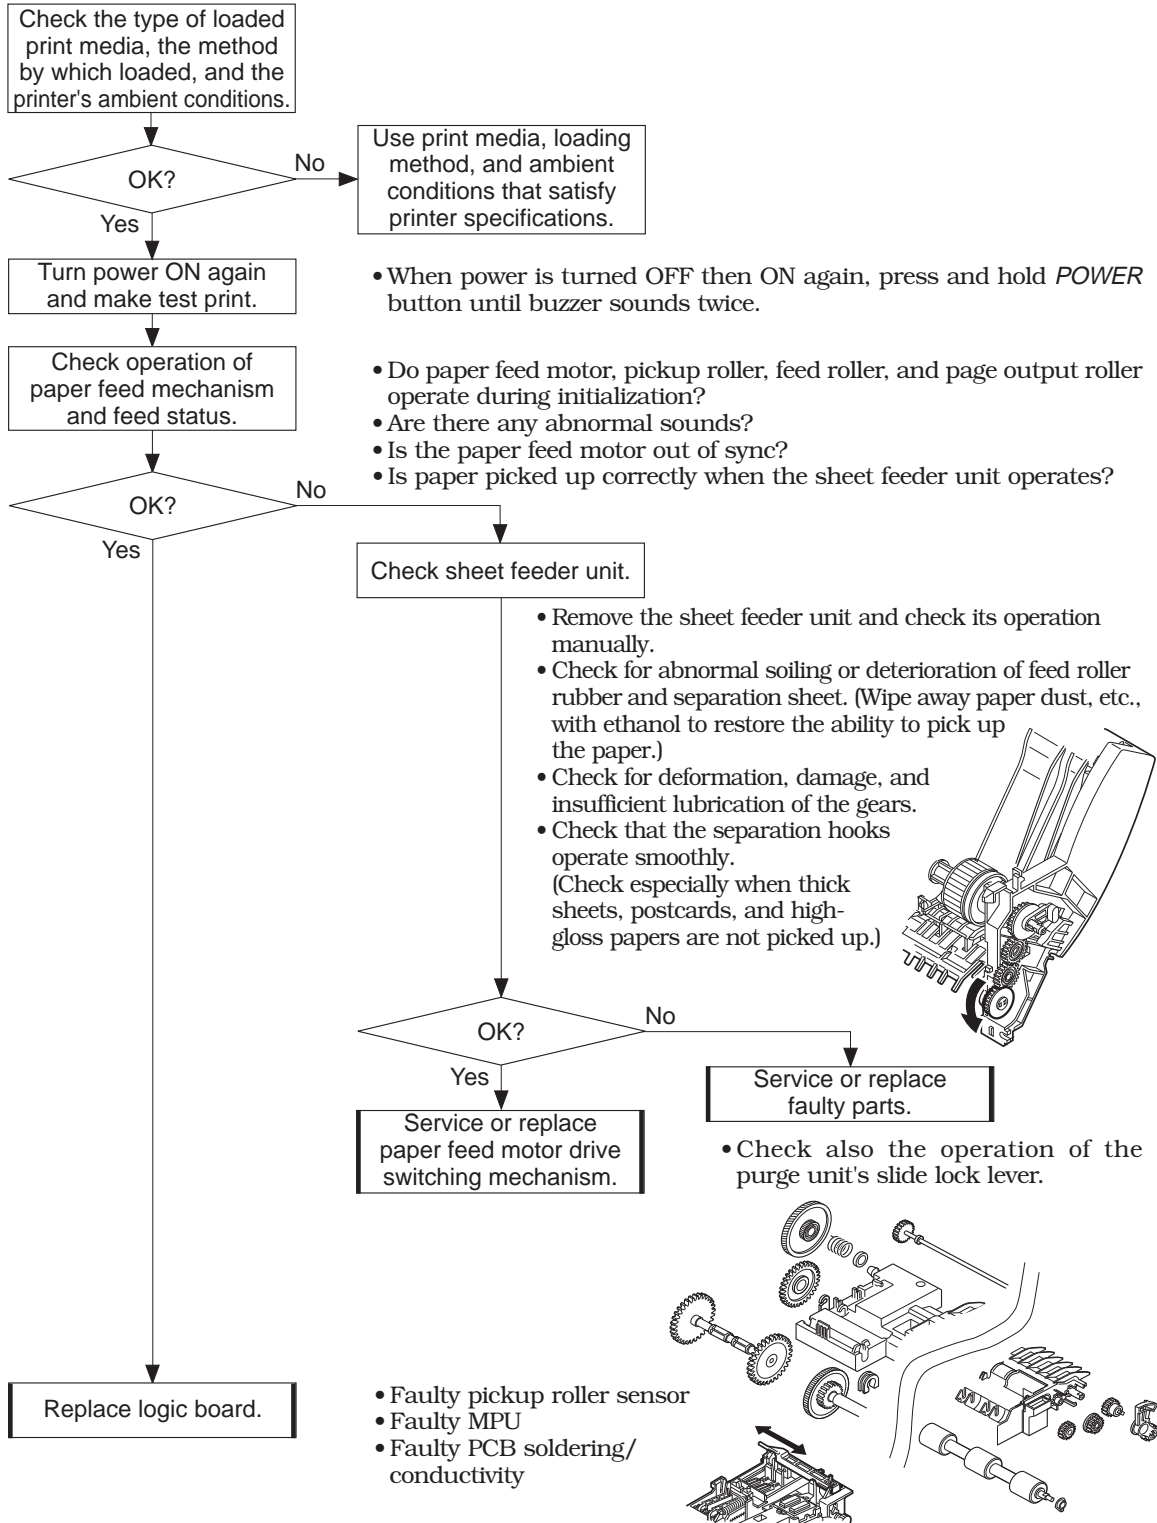 Check the type of loaded
print media, the method
by which loaded, and the
printer's ambient conditions.
OK?
No
Use print media, loading
method, and ambient
conditions that satisfy
printer specifications.
Yes
Turn power ON again
and make test print.
• When power is turned OFF then ON again, press and hold POWER
button until buzzer sounds twice.
Check operation of
paper feed mechanism
and feed status.
• Do paper feed motor, pickup roller, feed roller, and page output roller
operate during initialization?
• Are there any abnormal sounds?
• Is the paper feed motor out of sync?
• Is paper picked up correctly when the sheet feeder unit operates?
OK?
No
Yes
Check sheet feeder unit.
• Remove the sheet feeder unit and check its operation
manually.
• Check for abnormal soiling or deterioration of feed roller
rubber and separation sheet. (Wipe away paper dust, etc.,
with ethanol to restore the ability to pick up
the paper.)
• Check for deformation, damage, and
insufficient lubrication of the gears.
• Check that the separation hooks
operate smoothly.
(Check especially when thick
sheets, postcards, and high-
gloss papers are not picked up.)
OK?
No
Yes
Service or replace
faulty parts.
Service or replace
paper feed motor drive
switching mechanism.
• Check also the operation of the
purge unit's slide lock lever.
Replace logic board.
• Faulty pickup roller sensor
• Faulty MPU
• Faulty PCB soldering/
conductivity